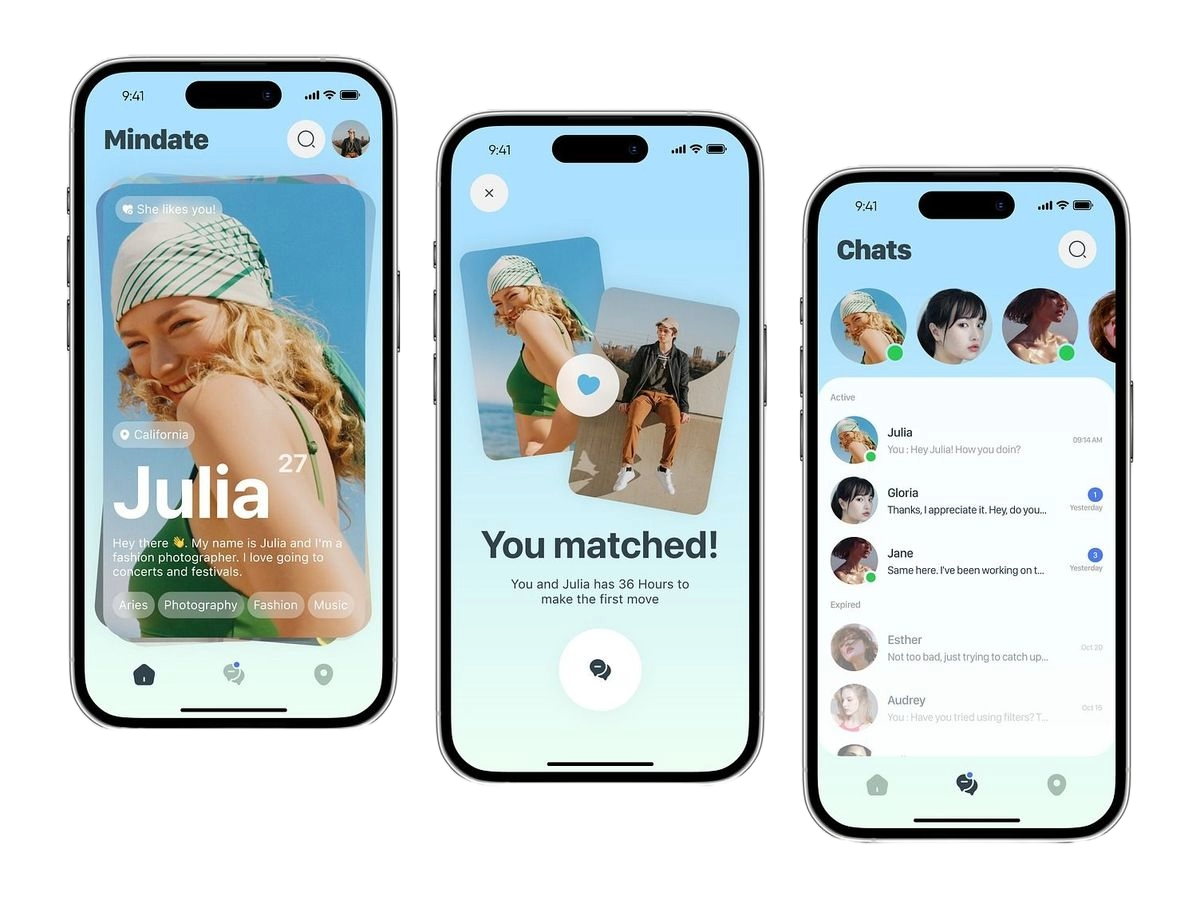 9:41
Mindate
She likes you!
California
Julia 27
Hey there 👋. My name is Julia and I'm a
fashion photographer. I love going to
concerts and festivals.
Aries Photography Fashion Music
9:41
You matched!
You and Julia has 36 Hours to
make the first move
9:41
Chats
Active
Julia
You : Hey Julia! How you doin?
09:14 AM
Gloria
Thanks, I appreciate it. Hey, do you...
1
Yesterday
Jane
Same here. I've been working on t...
3
Yesterday
Expired
Esther
Not too bad, just trying to catch up...
Oct 20
Audrey
You : Have you tried using filters? T...
Oct 16